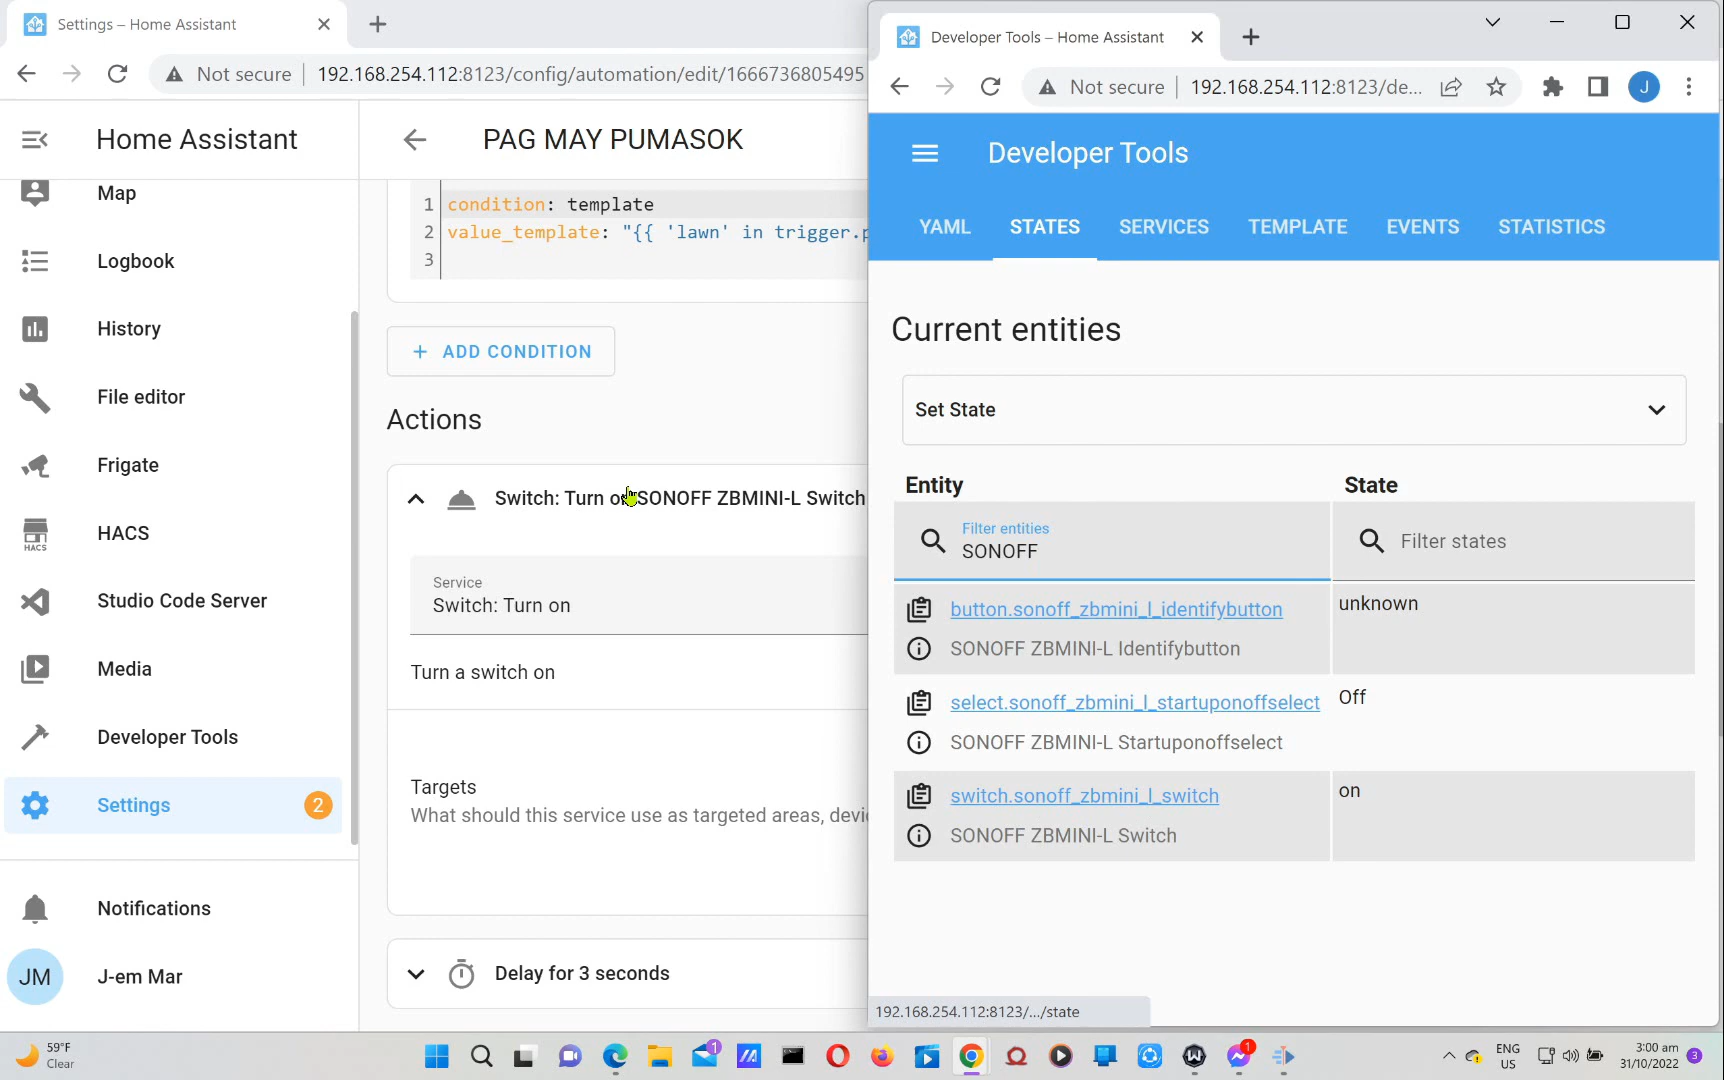 Settings – Home Assistant
Not secure
192.168.254.112:8123/config/automation/edit/1666736805495
Home Assistant
PAG MAY PUMASOK
Map
Logbook
History
File editor
Frigate
HACS
HACS
Studio Code Server
Media
Developer Tools
Settings
2
Notifications
JM
J-em Mar
1 condition: template
2 value_template: "{{ 'lawn' in trigger.p
3
+ ADD CONDITION
Actions
Switch: Turn on SONOFF ZBMINI-L Switch
Service
Switch: Turn on
Turn a switch on
Targets
What should this service use as targeted areas, devi
Delay for 3 seconds
Developer Tools – Home Assistant
Not secure
192.168.254.112:8123/de...
J
Developer Tools
YAML STATES SERVICES TEMPLATE EVENTS STATISTICS
Current entities
Set State
Entity State
Filter entities
SONOFF
Filter states
button.sonoff_zbmini_l_identifybutton unknown
SONOFF ZBMINI-L Identifybutton
select.sonoff_zbmini_l_startuponoffselect Off
SONOFF ZBMINI-L Startuponoffselect
switch.sonoff_zbmini_l_switch on
SONOFF ZBMINI-L Switch
192.168.254.112:8123/.../state
59°F
Clear
1
1
ENG
US
3:00 am
31/10/2022
3